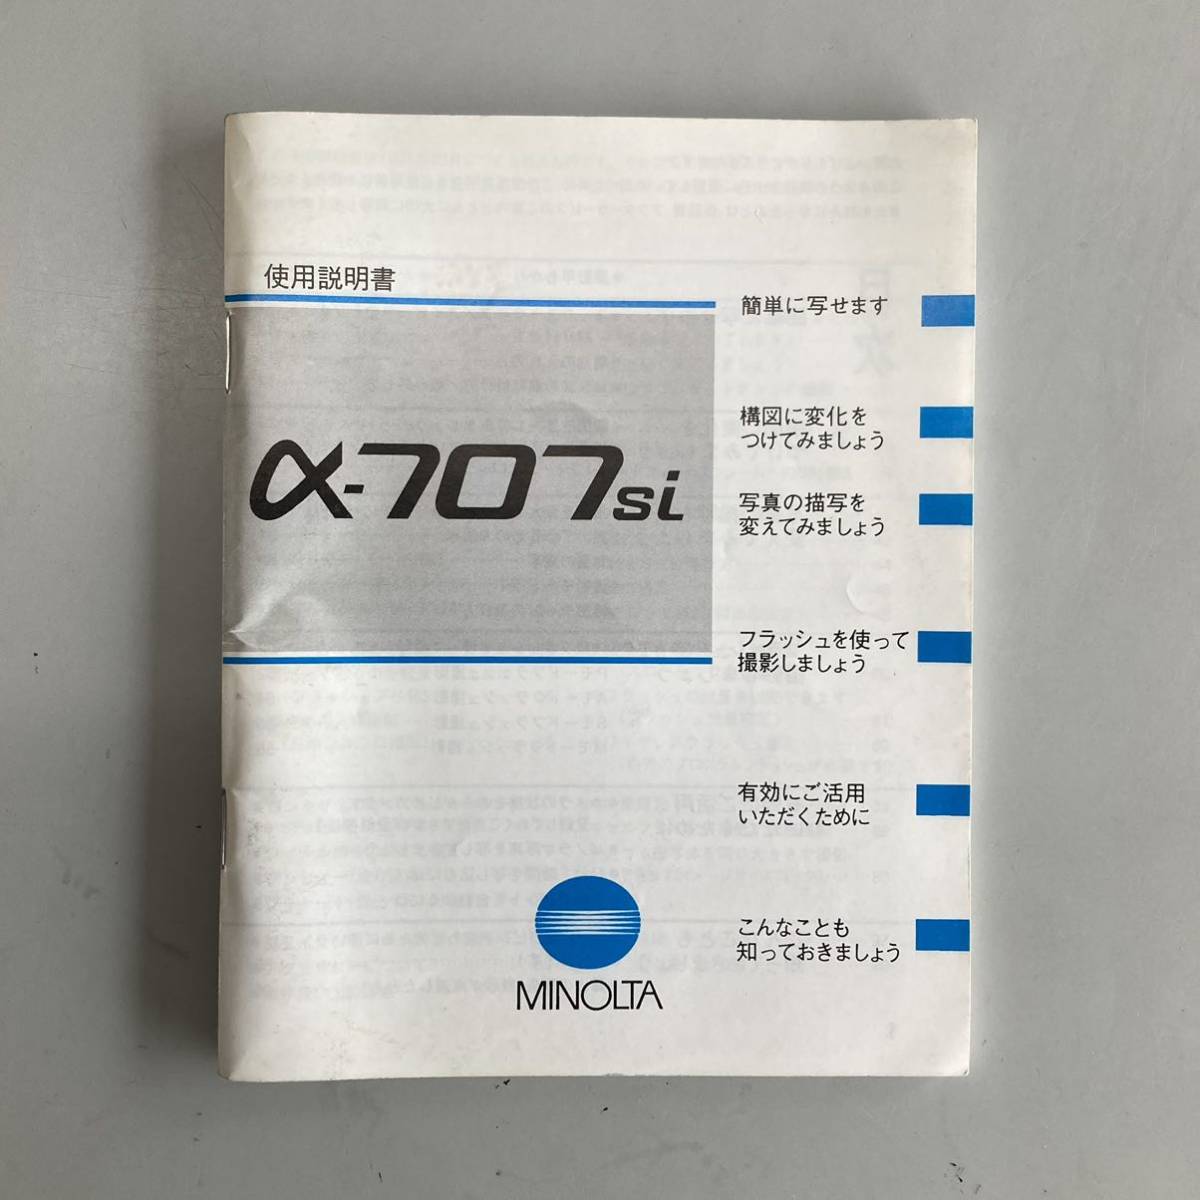 使用説明書
α-707si
簡単に写せます
構図に変化を
つけてみましょう
写真の描写を
変えてみましょう
フラッシュを使って
撮影しましょう
有効にご活用
いただくために
こんなことも
知っておきましょう
MINOLTA